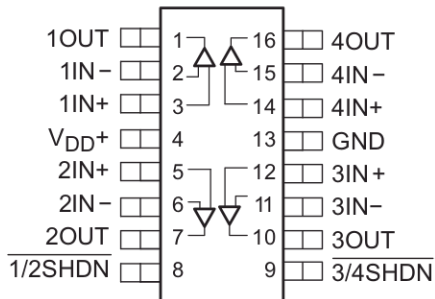 1OUT 1 16 4OUT
1IN− 2 15 4IN−
1IN+ 3 14 4IN+
VDD+ 4 13 GND
2IN+ 5 12 3IN+
2IN− 6 11 3IN−
2OUT 7 10 3OUT
1/2SHDN 8 9 3/4SHDN